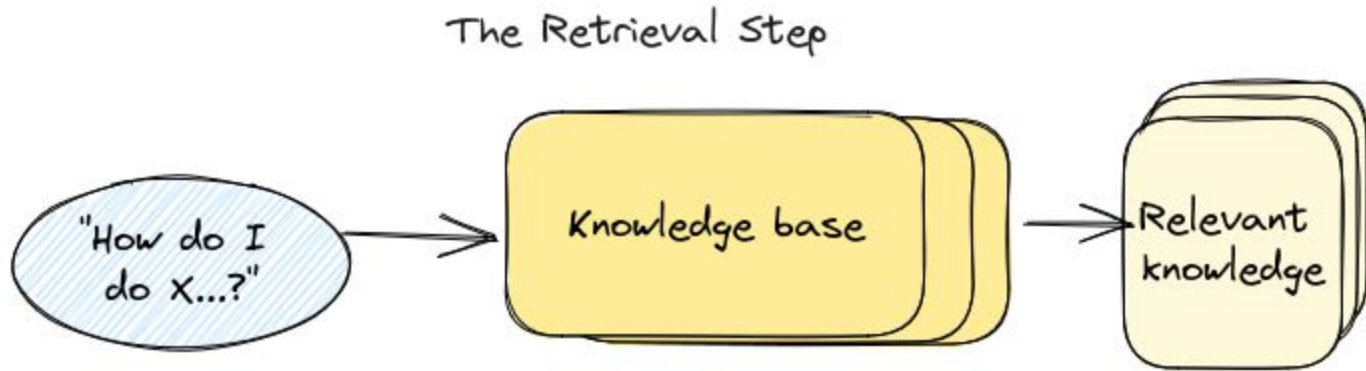 The Retrieval Step
"How do I
do X...?"
Knowledge base
Relevant
knowledge